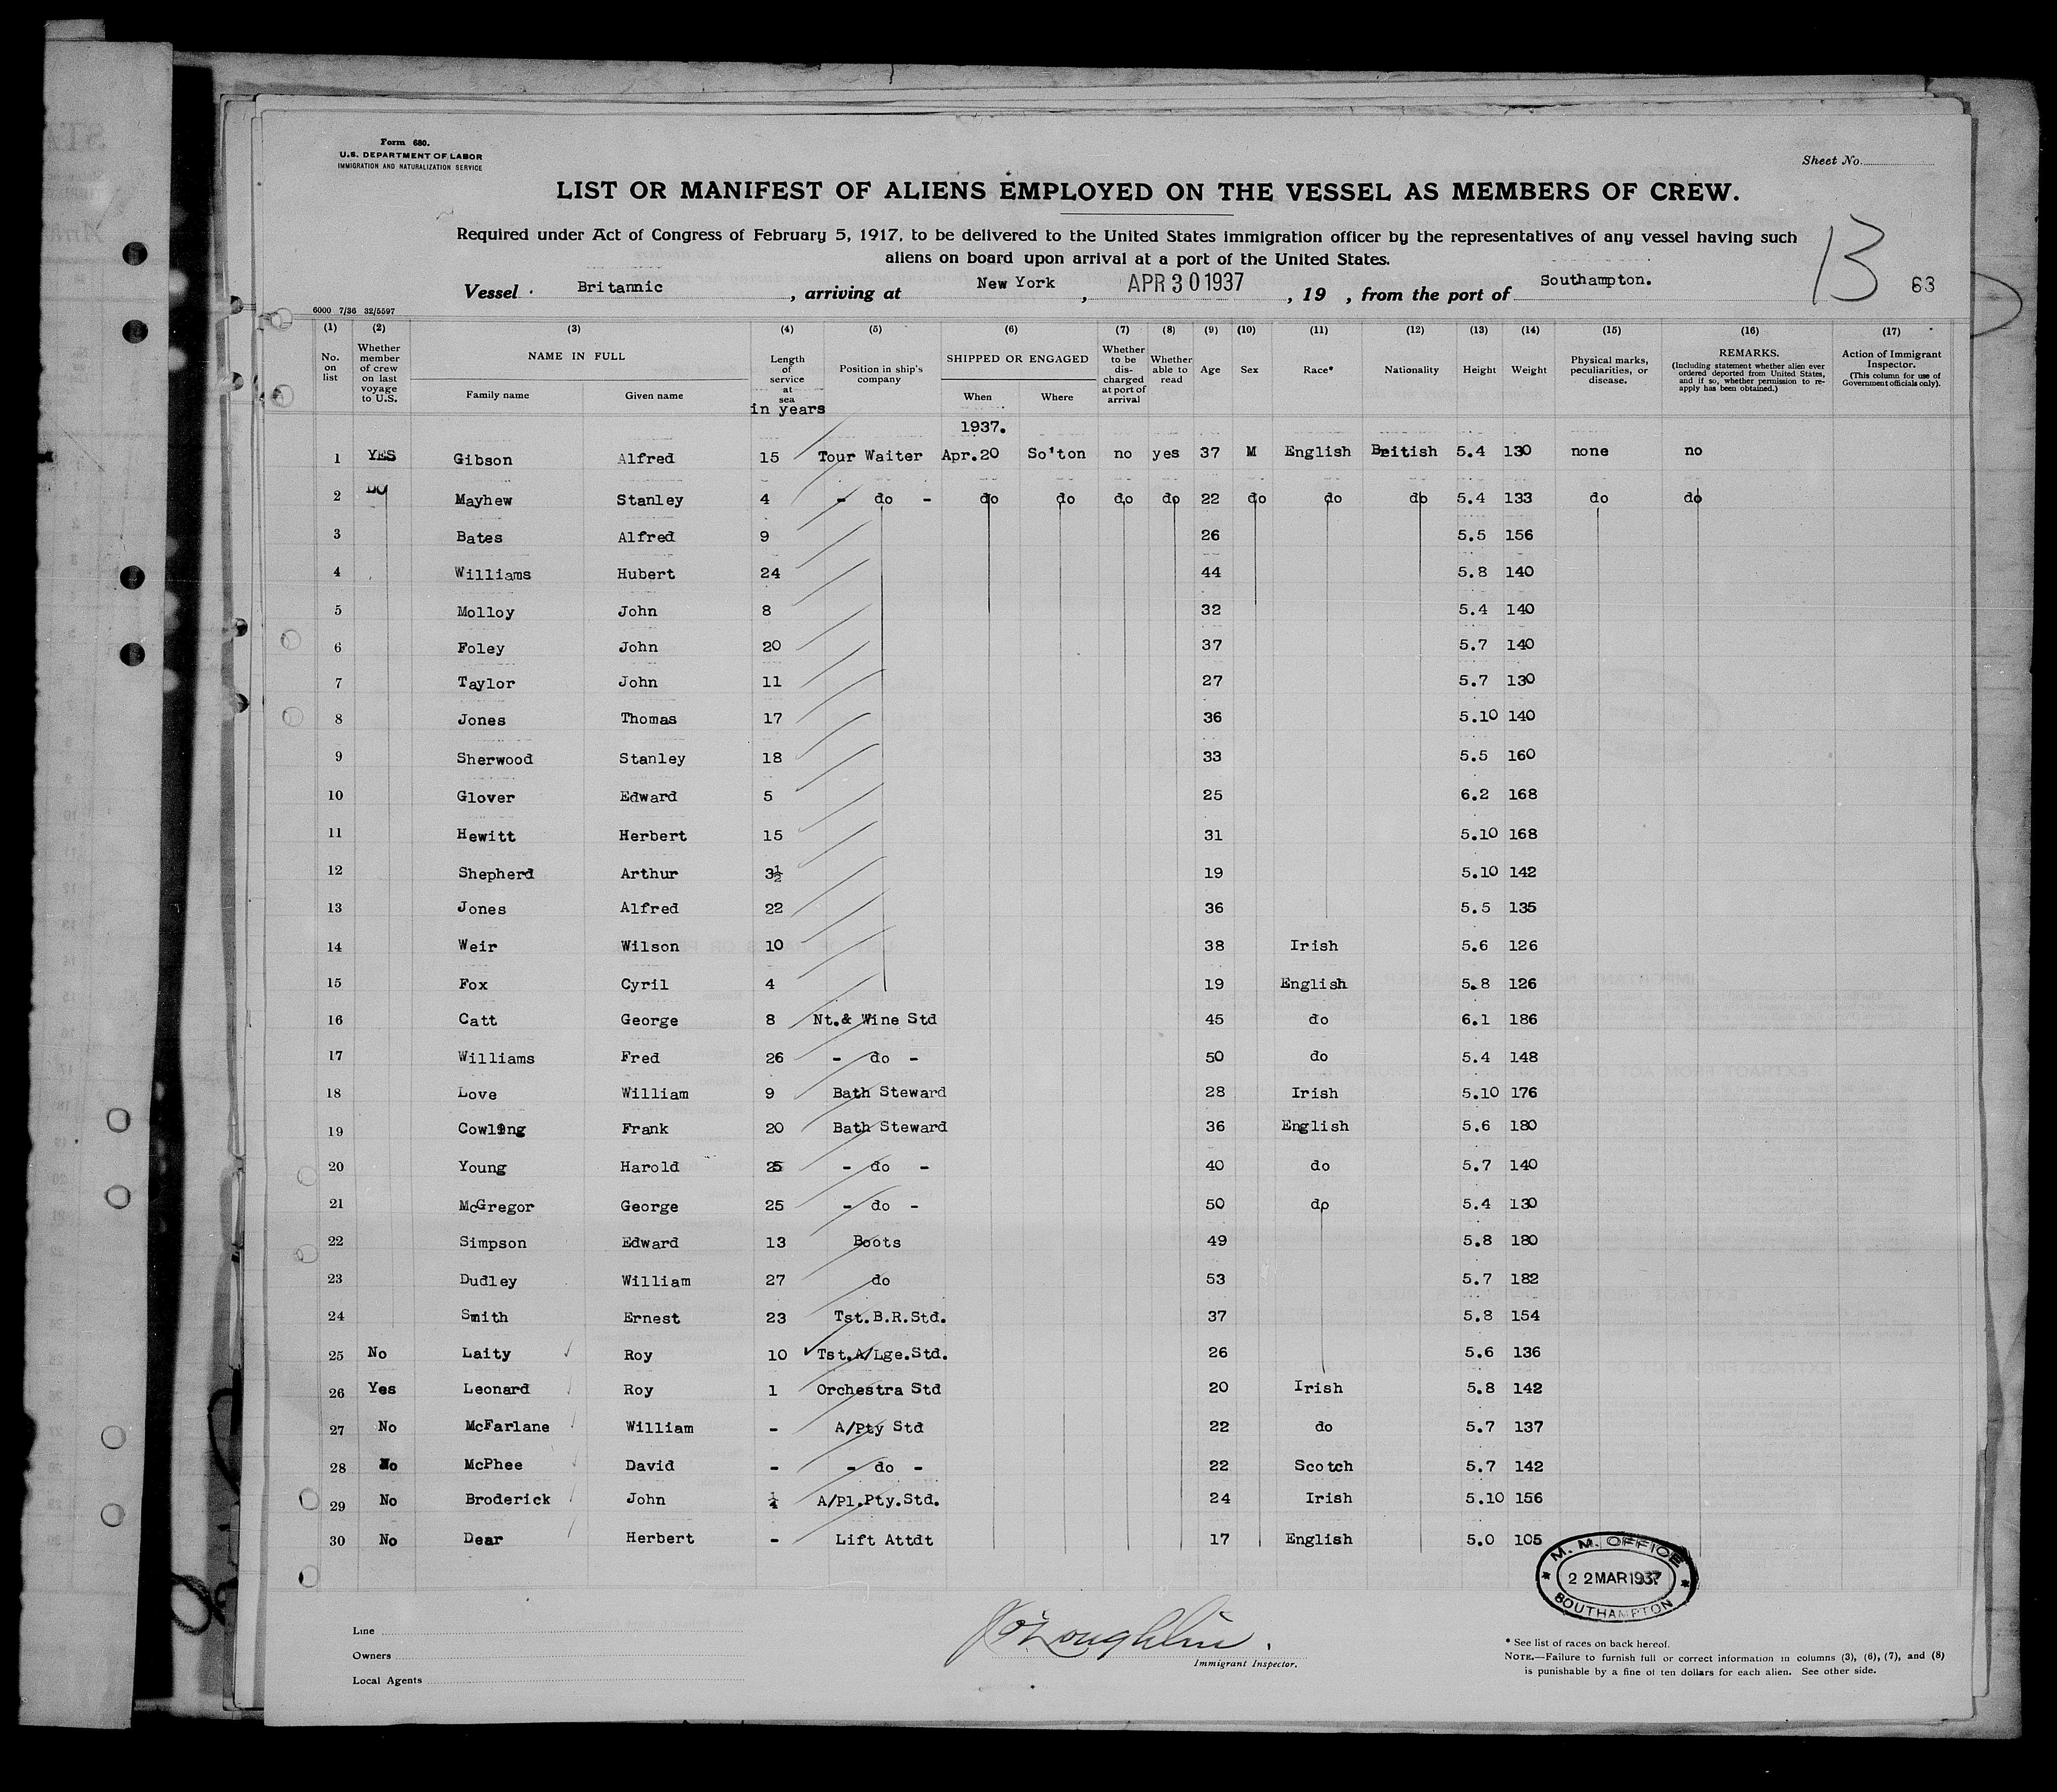 Form 680.
U.S. DEPARTMENT OF LABOR
IMMIGRATION AND NATURALIZATION SERVICE
Sheet No.
LIST OR MANIFEST OF ALIENS EMPLOYED ON THE VESSEL AS MEMBERS OF CREW.
Required under Act of Congress of February 5, 1917, to be delivered to the United States immigration officer by the representatives of any vessel having such
aliens on board upon arrival at a port of the United States.
13 63
Vessel Britannic, arriving at New York, APR 30 1937, 19 , from the port of Southampton.
6000 7/36 32/5597
(1) (2) (3) (4) (5) (6) (7) (8) (9) (10) (11) (12) (13) (14) (15) (16) (17)
No. on list
Whether member of crew on last voyage to U.S.
NAME IN FULL
Family name Given name
Length of service at sea
in years
Position in ship's company
SHIPPED OR ENGAGED
When Where
Whether to be discharged at port of arrival
Whether able to read
Age Sex Race* Nationality Height Weight
Physical marks, peculiarities, or disease.
REMARKS.
(Including statement whether alien ever ordered deported from United States, and if so, whether permission to reapply has been obtained.)
Action of Immigrant Inspector.
(This column for use of Government officials only).
1937.
1 YES Gibson Alfred 15 Tour Waiter Apr.20 So'ton no yes 37 M English British 5.4 130 none no
2 DO Mayhew Stanley 4 - do - do do do do 22 do do do 5.4 133 do do
3 Bates Alfred 9 26 5.5 156
4 Williams Hubert 24 44 5.8 140
5 Molloy John 8 32 5.4 140
6 Foley John 20 37 5.7 140
7 Taylor John 11 27 5.7 130
8 Jones Thomas 17 36 5.10 140
9 Sherwood Stanley 18 33 5.5 160
10 Glover Edward 5 25 6.2 168
11 Hewitt Herbert 15 31 5.10 168
12 Shepherd Arthur 3½ 19 5.10 142
13 Jones Alfred 22 36 5.5 135
14 Weir Wilson 10 38 Irish 5.6 126
15 Fox Cyril 4 19 English 5.8 126
16 Catt George 8 Nt.& Wine Std 45 do 6.1 186
17 Williams Fred 26 - do - 50 do 5.4 148
18 Love William 9 Bath Steward 28 Irish 5.10 176
19 Cowling Frank 20 Bath Steward 36 English 5.6 180
20 Young Harold 25 - do - 40 do 5.7 140
21 McGregor George 25 - do - 50 do 5.4 130
22 Simpson Edward 13 Boots 49 5.8 180
23 Dudley William 27 do 53 5.7 182
24 Smith Ernest 23 Tst.B.R.Std. 37 5.8 154
25 No Laity Roy 10 Tst.A/Lge.Std. 26 5.6 136
26 Yes Leonard Roy 1 Orchestra Std 20 Irish 5.8 142
27 No McFarlane William - A/Pty Std 22 do 5.7 137
28 No McPhee David - - do - 22 Scotch 5.7 142
29 No Broderick John ¼ A/Pl.Pty.Std. 24 Irish 5.10 156
30 No Dear Herbert - Lift Attdt 17 English 5.0 105
M. M. OFFICE
22 MAR 1937
SOUTHAMPTON
Line
Owners
Local Agents
J O'Loughlin.
Immigrant Inspector.
* See list of races on back hereof.
NOTE.—Failure to furnish full or correct information in columns (3), (6), (7), and (8)
is punishable by a fine of ten dollars for each alien. See other side.